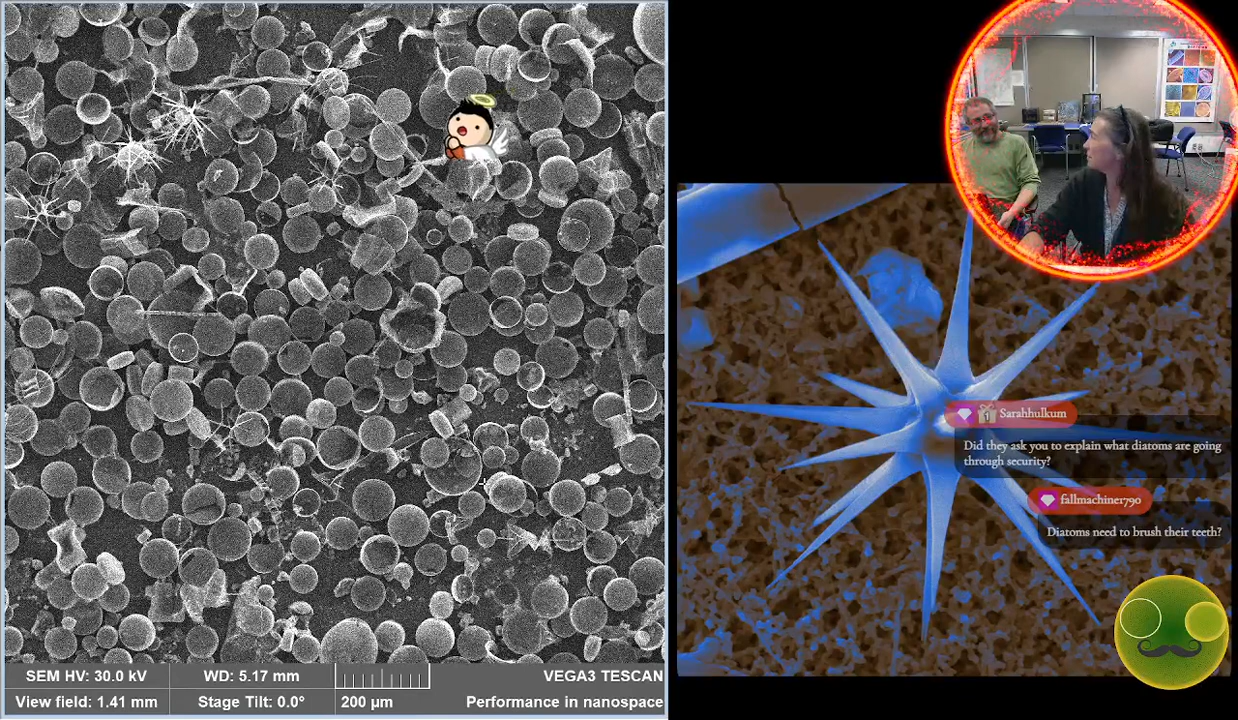 SEM HV: 30.0 kV
WD: 5.17 mm
VEGA3 TESCAN
View field: 1.41 mm
Stage Tilt: 0.0°
200 µm
Performance in nanospace
1
Sarahhulkum
Did they ask you to explain what diatoms are going
through security?
fallmachine790
Diatoms need to brush their teeth?